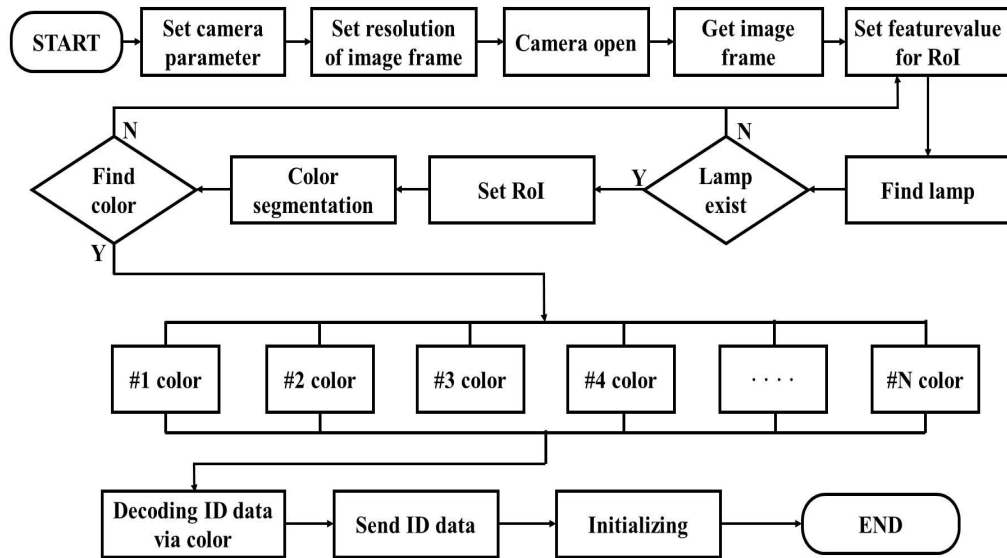 START
Set camera
parameter
Set resolution
of image frame
Camera open
Get image
frame
Set featurevalue
for RoI
N
N
Find
color
Color
segmentation
Set RoI
Y
Lamp
exist
Find lamp
Y
#1 color
#2 color
#3 color
#4 color
. . . .
#N color
Decoding ID data
via color
Send ID data
Initializing
END